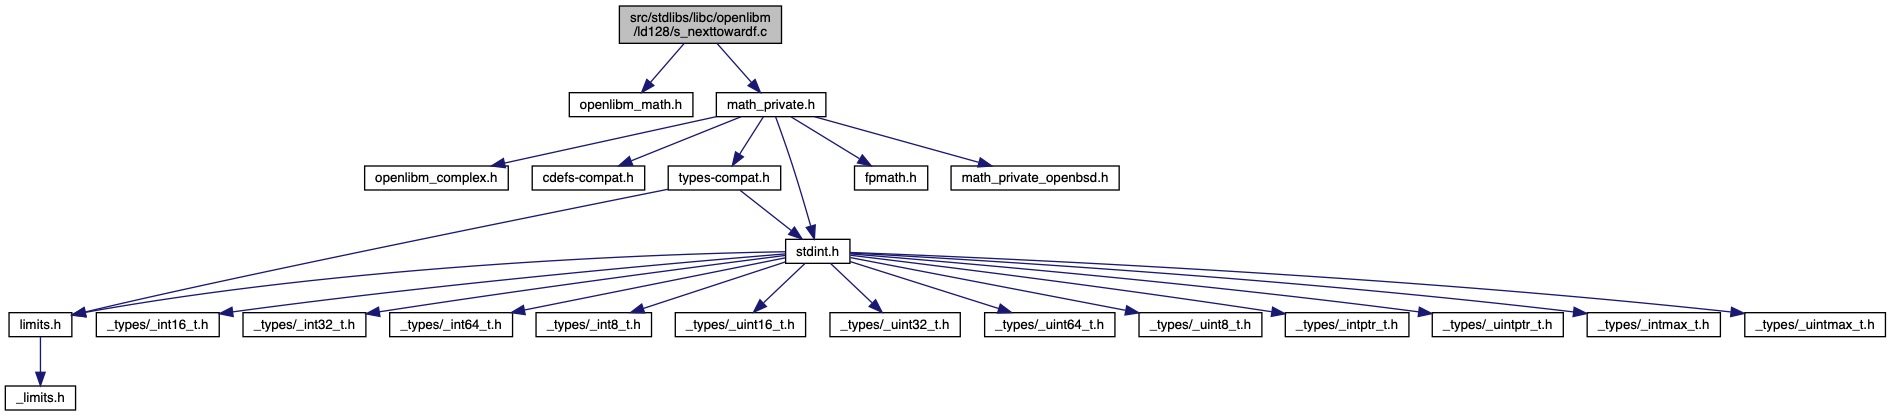 src/stdlibs/libc/openlibm
/ld128/s_nexttowardf.c
openlibm_math.h
math_private.h
openlibm_complex.h
cdefs-compat.h
types-compat.h
fpmath.h
math_private_openbsd.h
stdint.h
limits.h
_types/_int16_t.h
_types/_int32_t.h
_types/_int64_t.h
_types/_int8_t.h
_types/_uint16_t.h
_types/_uint32_t.h
_types/_uint64_t.h
_types/_uint8_t.h
_types/_intptr_t.h
_types/_uintptr_t.h
_types/_intmax_t.h
_types/_uintmax_t.h
_limits.h